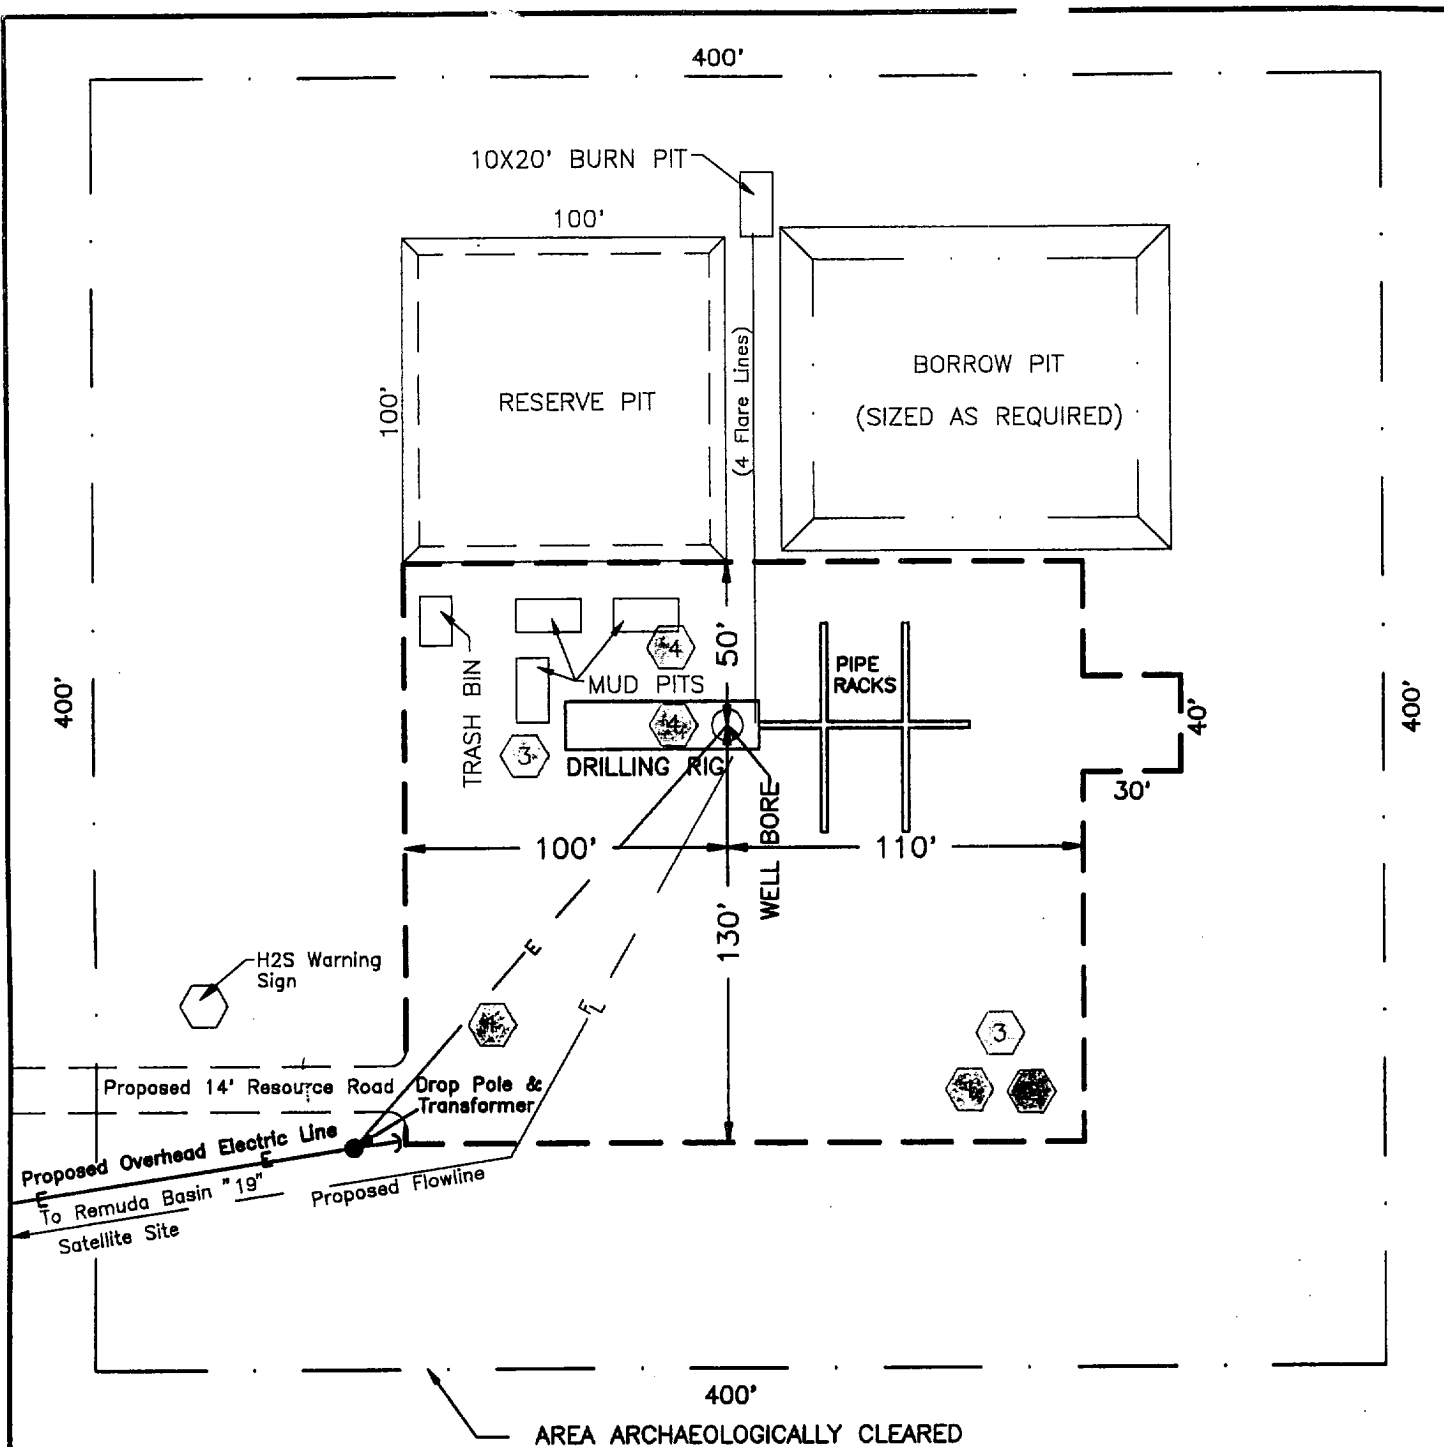 400'
10X20' BURN PIT
100'
100'
RESERVE PIT
(4 Flare Lines)
BORROW PIT
(SIZED AS REQUIRED)
400'
400'
TRASH BIN
MUD PITS
4
50'
PIPE
RACKS
40'
30'
4
3
DRILLING RIG
WELL BORE
100'
110'
130'
E
FL
H2S Warning
Sign
3
Proposed 14' Resource Road
Drop Pole &
Transformer
Proposed Overhead Electric Line
E
E
To Remuda Basin "19"
Satellite Site
Proposed Flowline
400'
AREA ARCHAEOLOGICALLY CLEARED